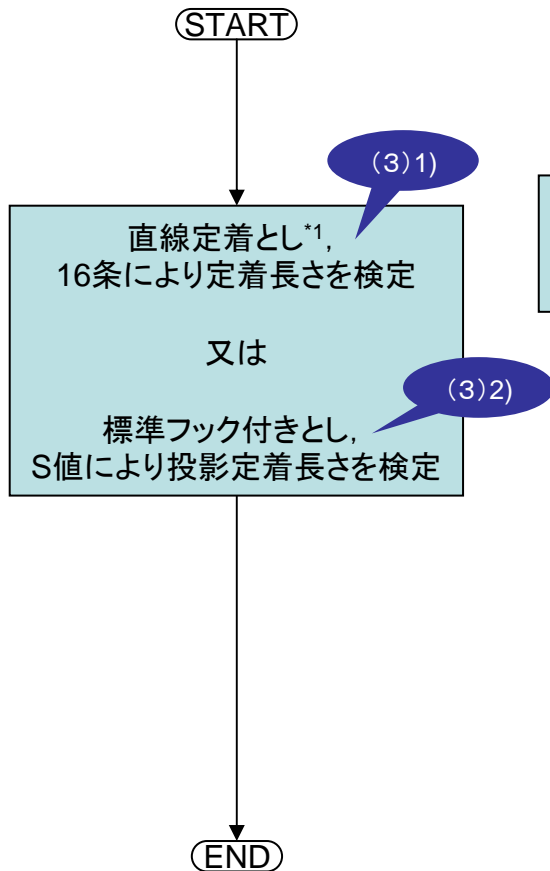 START
(3)1)
直線定着とし*1,
16条により定着長さを検定
又は
(3)2)
標準フック付きとし,
S値により投影定着長さを検定
END